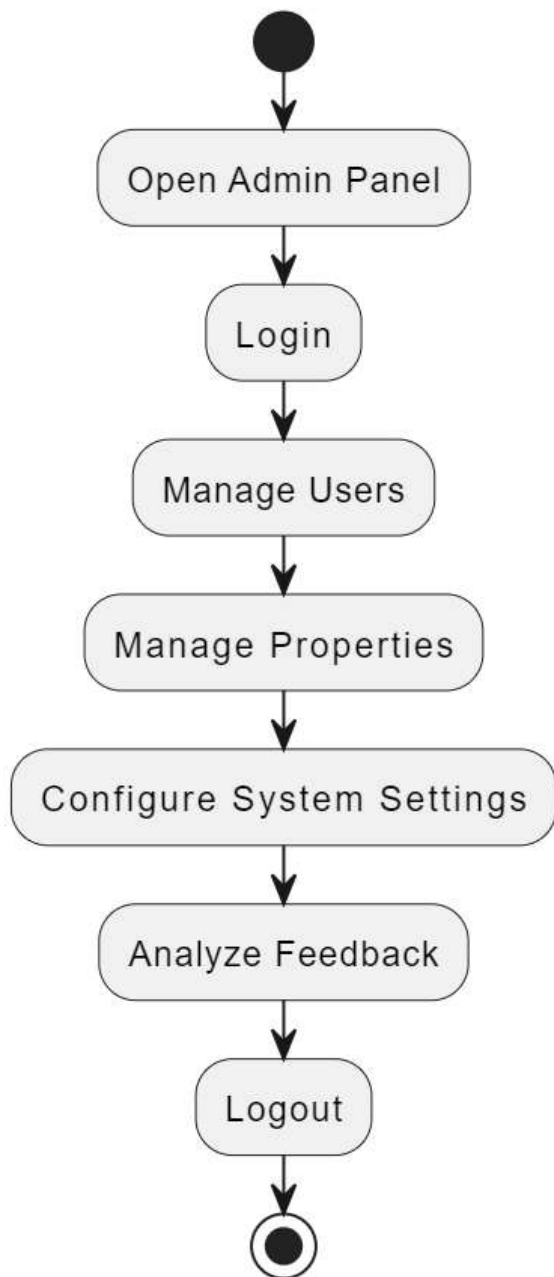 Open Admin Panel
Login
Manage Users
Manage Properties
Configure System Settings
Analyze Feedback
Logout